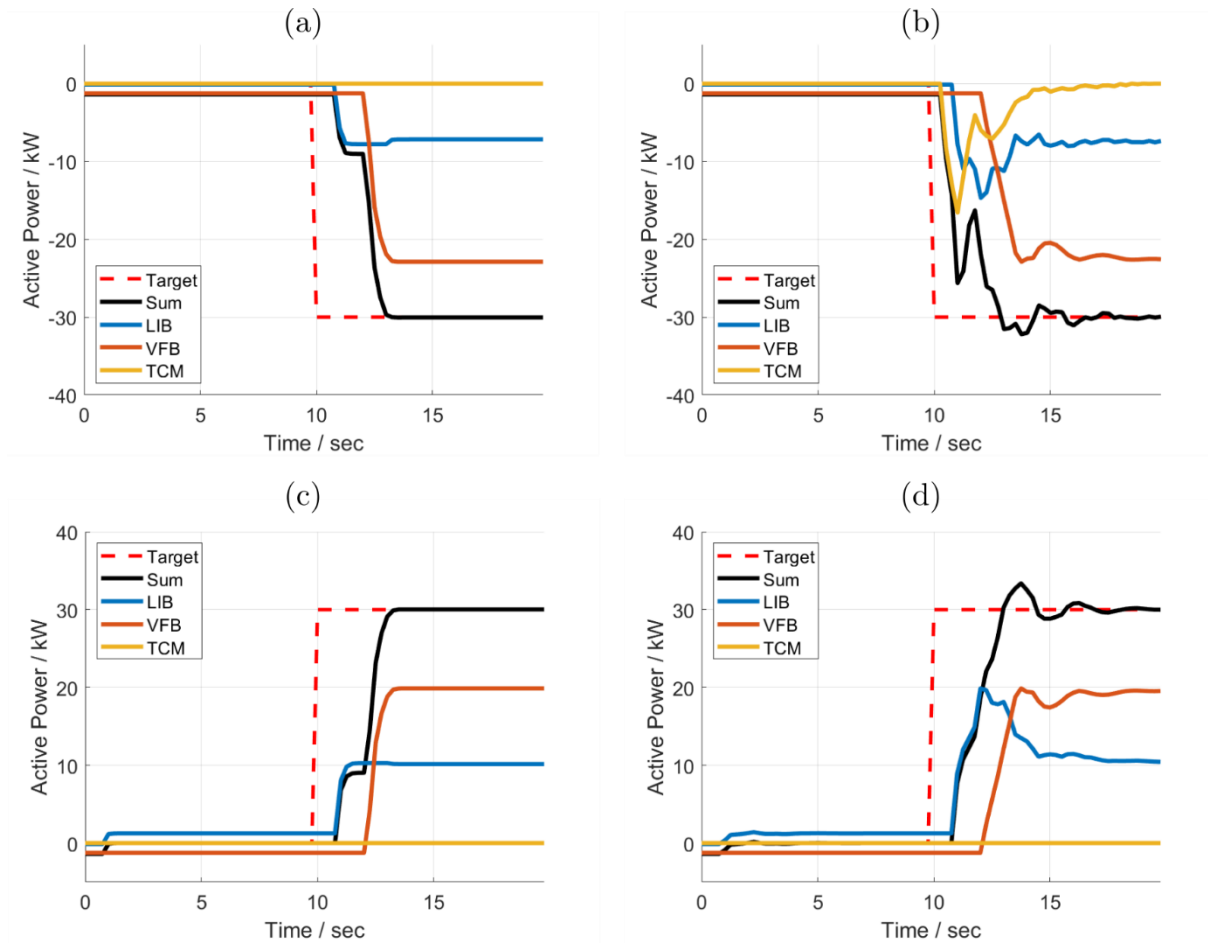 (a)
Active Power / kW
0
-10
-20
-30
-40
Target
Sum
LIB
VFB
TCM
0 5 10 15
Time / sec
(b)
Active Power / kW
0
-10
-20
-30
-40
Target
Sum
LIB
VFB
TCM
0 5 10 15
Time / sec
(c)
Active Power / kW
40
30
20
10
0
Target
Sum
LIB
VFB
TCM
0 5 10 15
Time / sec
(d)
Active Power / kW
40
30
20
10
0
Target
Sum
LIB
VFB
TCM
0 5 10 15
Time / sec